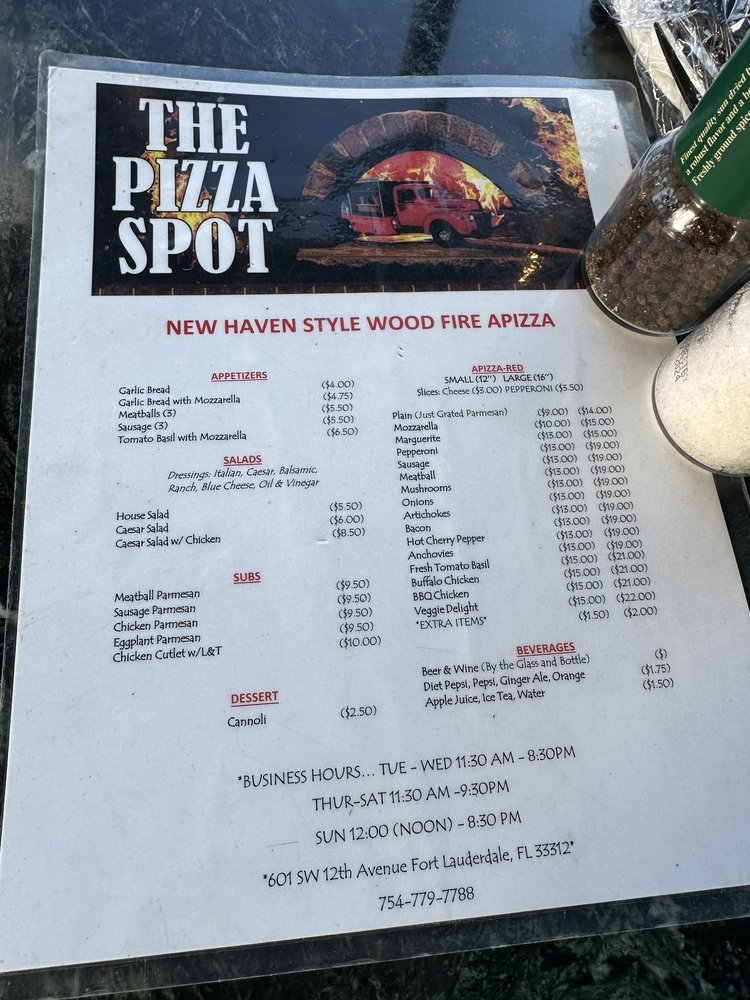 THE
PIZZA
SPOT
NEW HAVEN STYLE WOOD FIRE APIZZA
APPETIZERS
Garlic Bread ($4.00)
Garlic Bread with Mozzarella ($4.75)
Meatballs (3) ($5.50)
Sausage (3) ($5.50)
Tomato Basil with Mozzarella ($6.50)
SALADS
Dressings: Italian, Caesar, Balsamic,
Ranch, Blue Cheese, Oil & Vinegar
House Salad ($5.50)
Caesar Salad ($6.00)
Caesar Salad w/ Chicken ($8.50)
SUBS
Meatball Parmesan ($9.50)
Sausage Parmesan ($9.50)
Chicken Parmesan ($9.50)
Eggplant Parmesan ($9.50)
Chicken Cutlet w/L&T ($10.00)
DESSERT
Cannoli ($2.50)
APIZZA-RED
SMALL (12") LARGE (16")
Slices: Cheese ($3.00) PEPPERONI ($3.50)
Plain (Just Grated Parmesan) ($9.00) ($14.00)
Mozzarella ($10.00) ($15.00)
Marguerite ($13.00) ($15.00)
Pepperoni ($13.00) ($19.00)
Sausage ($13.00) ($19.00)
Meatball ($13.00) ($19.00)
Mushrooms ($13.00) ($19.00)
Onions ($13.00) ($19.00)
Artichokes ($13.00) ($19.00)
Bacon ($13.00) ($19.00)
Hot Cherry Pepper ($13.00) ($19.00)
Anchovies ($13.00) ($19.00)
Fresh Tomato Basil ($15.00) ($21.00)
Buffalo Chicken ($15.00) ($21.00)
BBQ Chicken ($15.00) ($21.00)
Veggie Delight ($15.00) ($22.00)
*EXTRA ITEMS* ($1.50) ($2.00)
BEVERAGES
Beer & Wine (By the Glass and Bottle) ($)
Diet Pepsi, Pepsi, Ginger Ale, Orange ($1.75)
Apple Juice, Ice Tea, Water ($1.50)
*BUSINESS HOURS... TUE - WED 11:30 AM - 8:30PM
THUR-SAT 11:30 AM -9:30PM
SUN 12:00 (NOON) - 8:30 PM
*601 SW 12th Avenue Fort Lauderdale, FL 33312*
754-779-7788
Finest quality sun dried
a robust flavor and a
Freshly ground